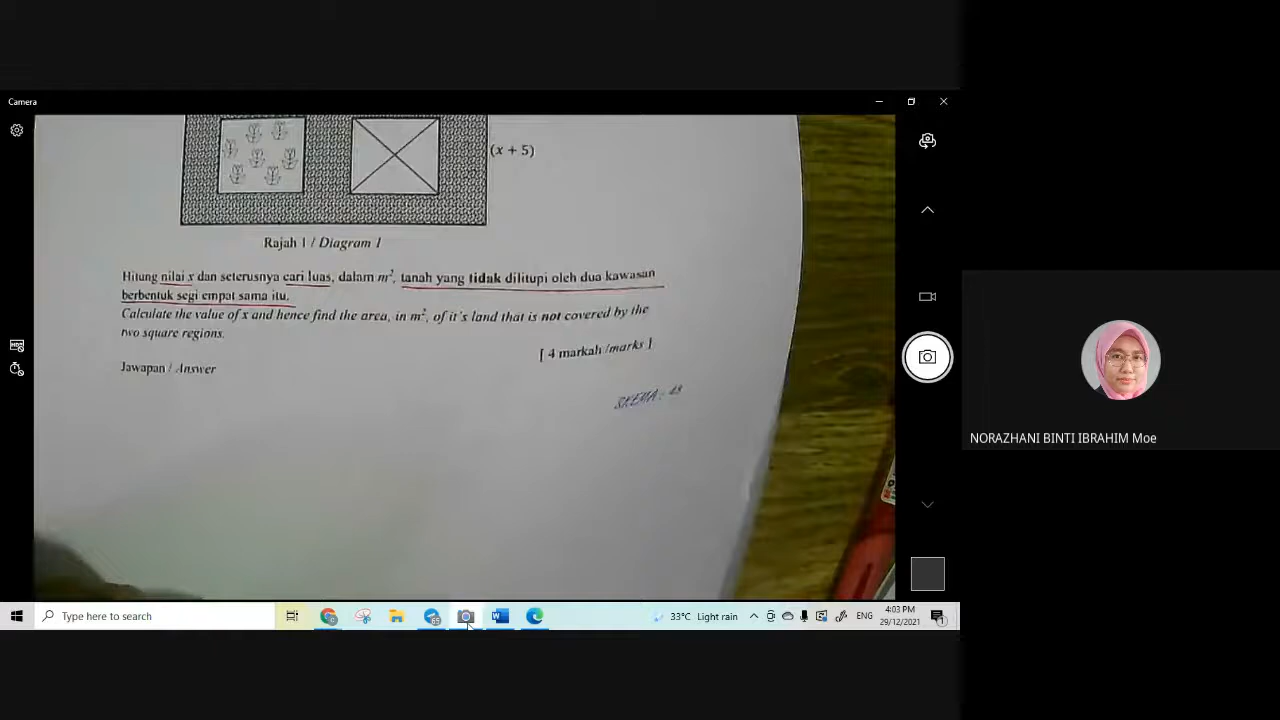 Camera
(x + 5)
Rajah 1 / Diagram 1
Hitung nilai x dan seterusnya cari luas, dalam m², tanah yang tidak dilitupi oleh dua kawasan
berbentuk segi empat sama itu.
Calculate the value of x and hence find the area, in m², of it's land that is not covered by the
two square regions.
[ 4 markah /marks ]
Jawapan / Answer
SKEMA :
NORAZHANI BINTI IBRAHIM Moe
Type here to search
33°C Light rain
ENG
4:03 PM
29/12/2021